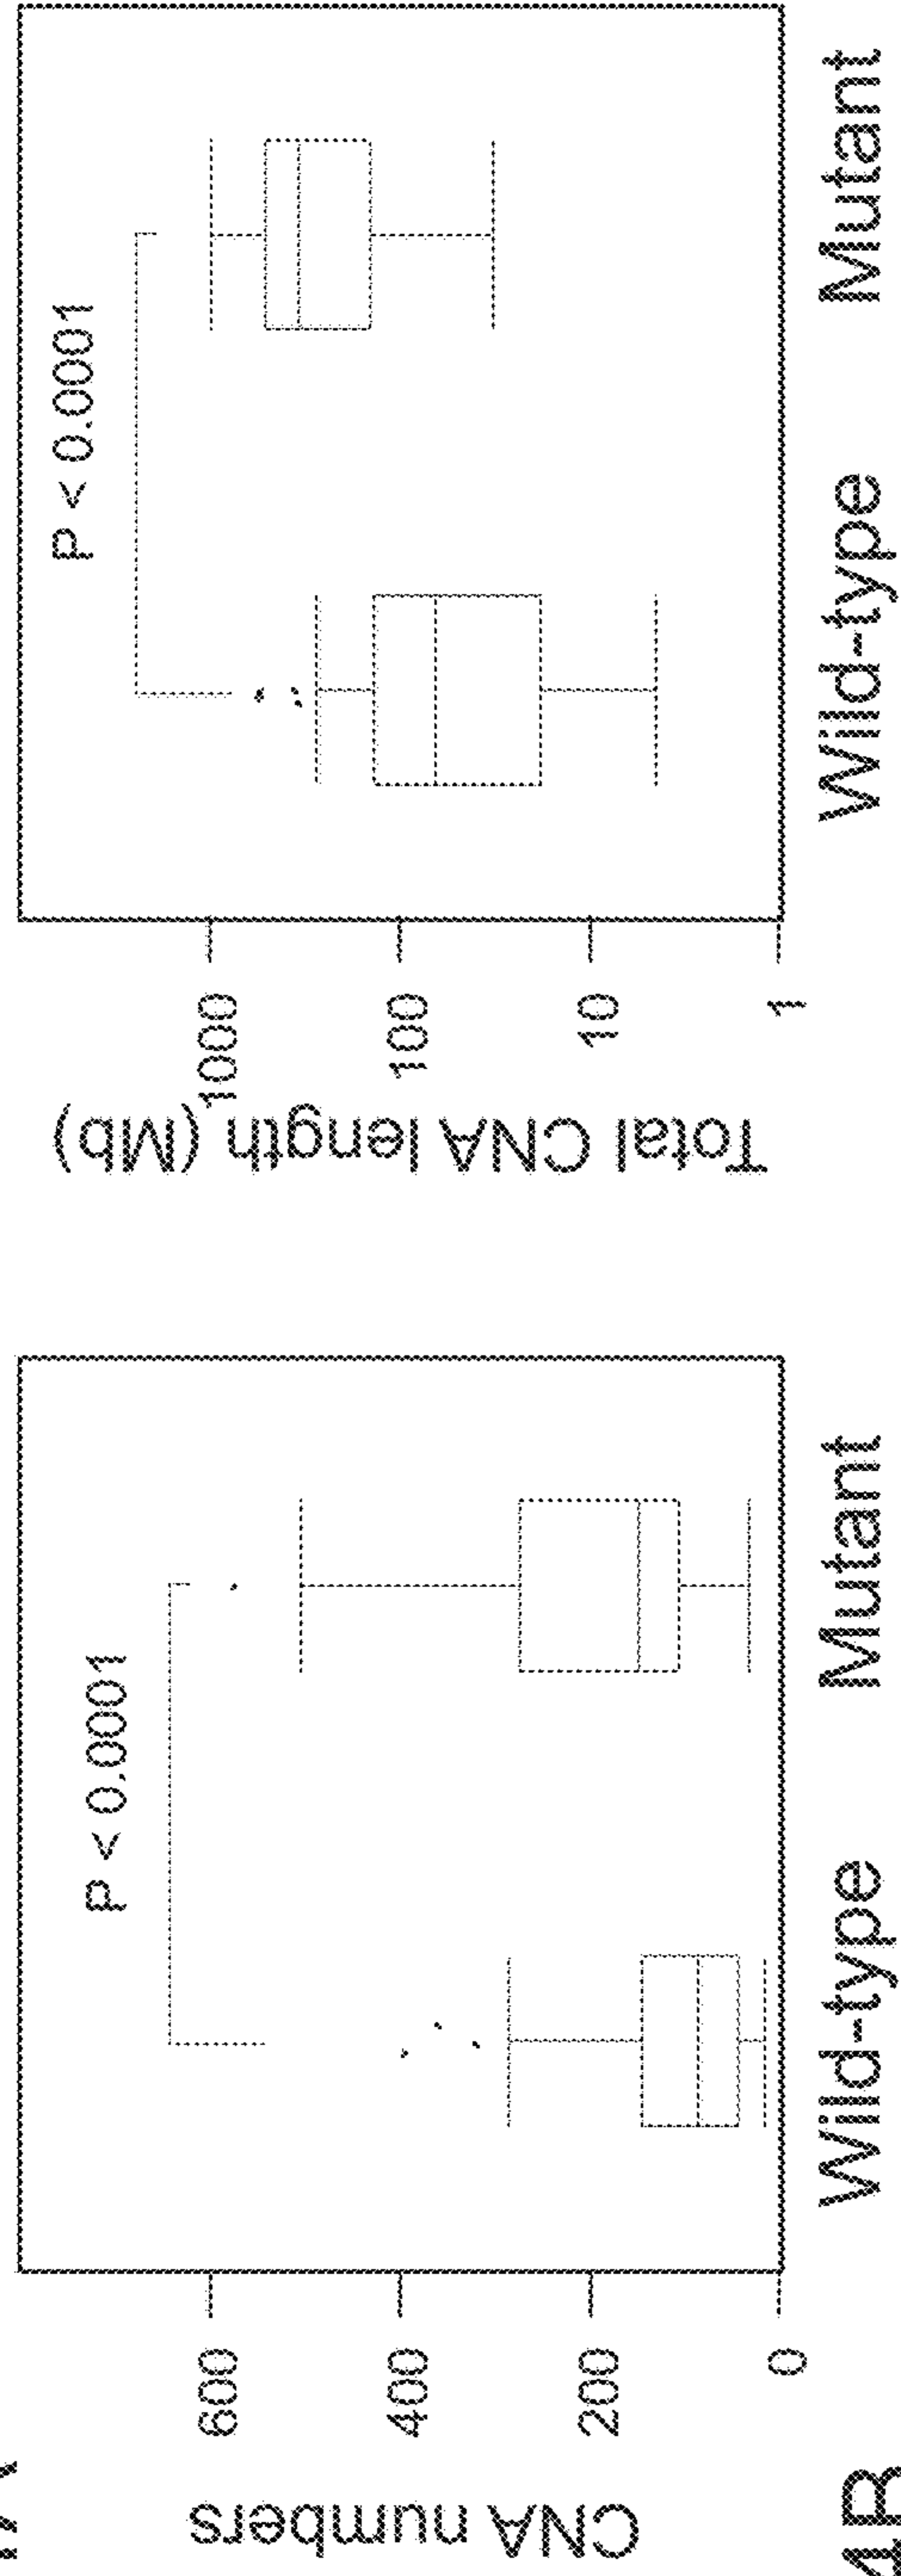 CNA numbers
600
400
200
0
P < 0.0001
Wild-type
Mutant
Total CNA length (Mb)
1000
100
10
1
P < 0.0001
Wild-type
Mutant
4B